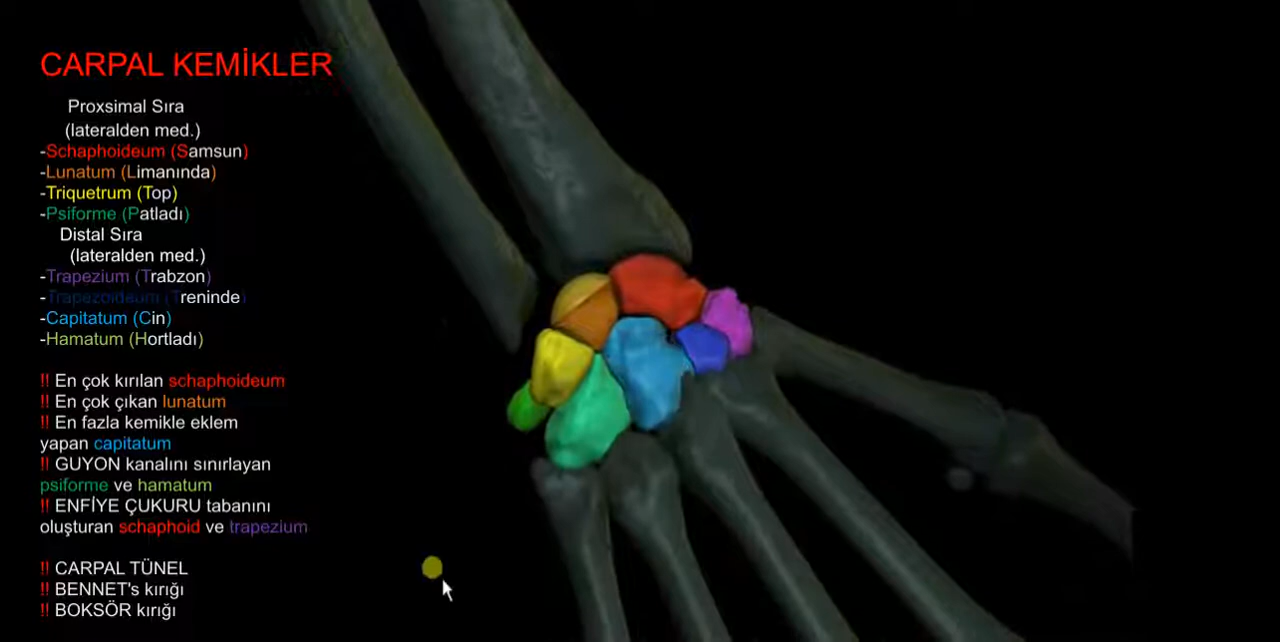 CARPAL KEMİKLER
Proxsimal Sıra
(lateralden med.)
-Schaphoideum (Samsun)
-Lunatum (Limanında)
-Triquetrum (Top)
-Psiforme (Patladı)
Distal Sıra
(lateralden med.)
-Trapezium (Trabzon)
-Trapezoideum (Treninde)
-Capitatum (Cin)
-Hamatum (Hortladı)
!! En çok kırılan schaphoideum
!! En çok çıkan lunatum
!! En fazla kemikle eklem
yapan capitatum
!! GUYON kanalını sınırlayan
psiforme ve hamatum
!! ENFİYE ÇUKURU tabanını
oluşturan schaphoid ve trapezium
!! CARPAL TÜNEL
!! BENNET's kırığı
!! BOKSÖR kırığı